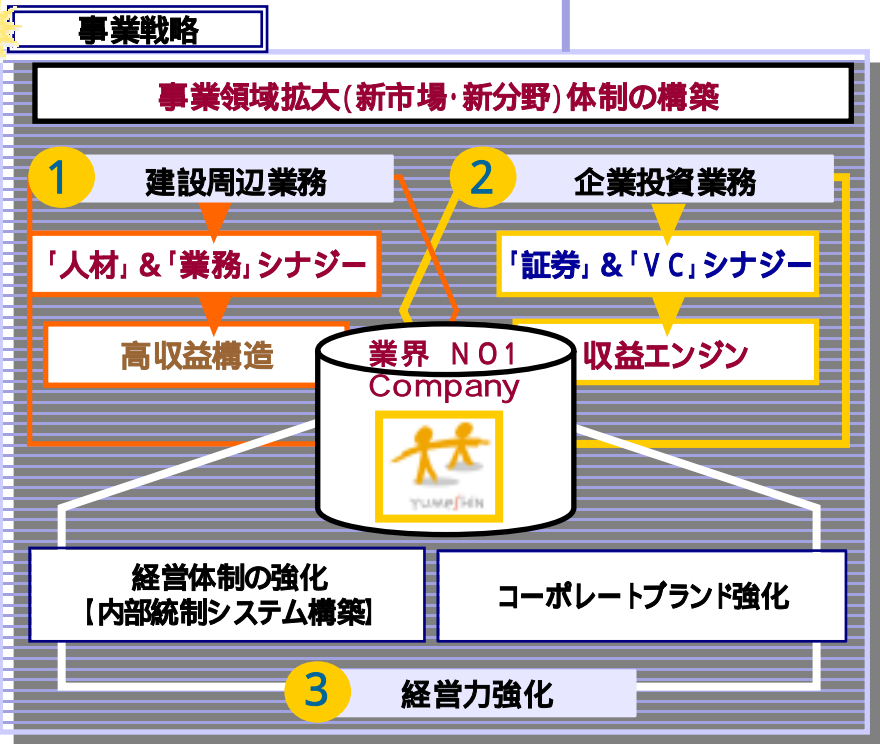 事業戦略
事業領域拡大(新市場･新分野)体制の構築
1 建設周辺業務
2 企業投資業務
｢人材｣&｢業務｣シナジー
｢証券｣&｢VC｣シナジー
高収益構造
収益エンジン
業界 NO1
Company
YUMESHIN
経営体制の強化
【内部統制システム構築】
コーポレートブランド強化
3 経営力強化